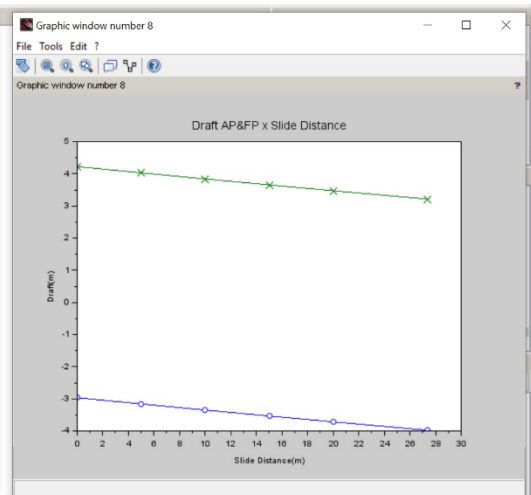 Graphic window number 8
File Tools Edit ?
Graphic window number 8 ?
Draft AP&FP x Slide Distance
5
4
3
2
1
0
-1
-2
-3
-4
Draft(m)
0 2 4 6 8 10 12 14 16 18 20 22 24 26 28 30
Slide Distance(m)